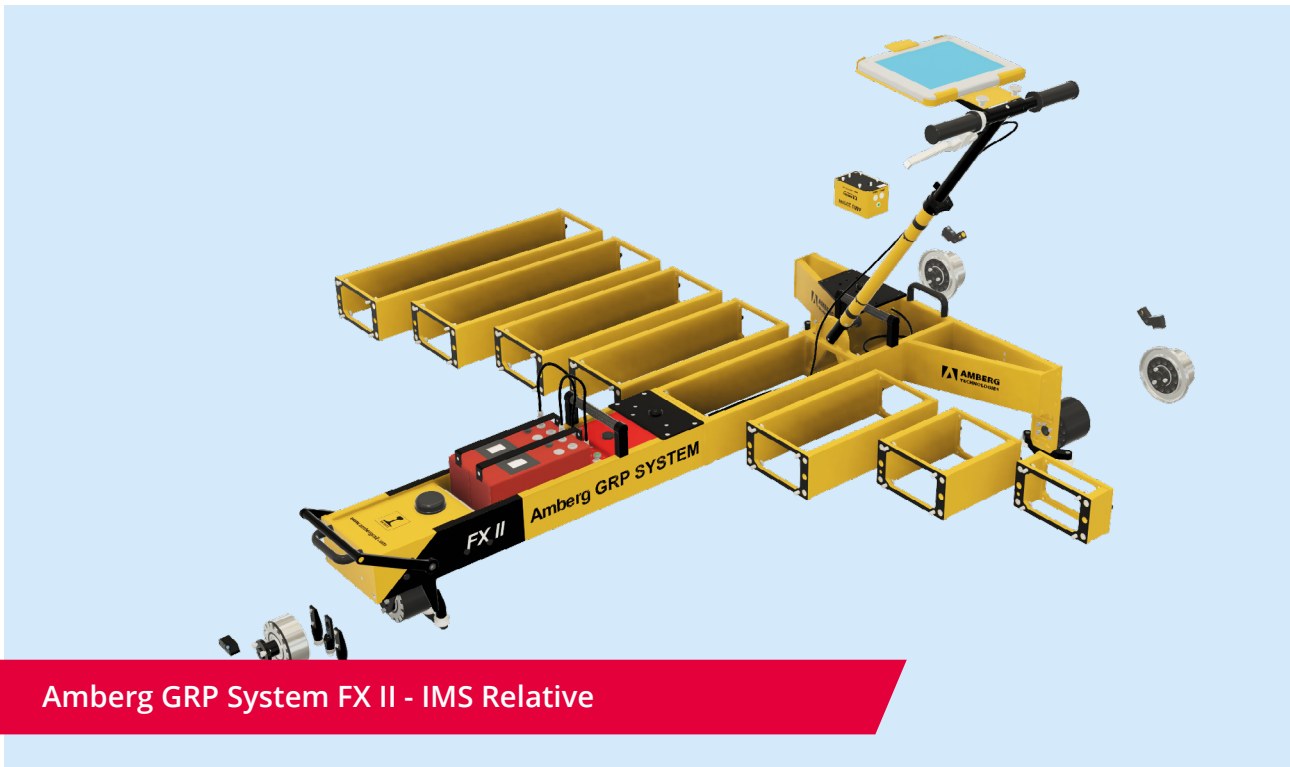 AMBERG
TECHNOLOGIES
Amberg GRP SYSTEM
FX II
Amberg GRP System FX II - IMS Relative